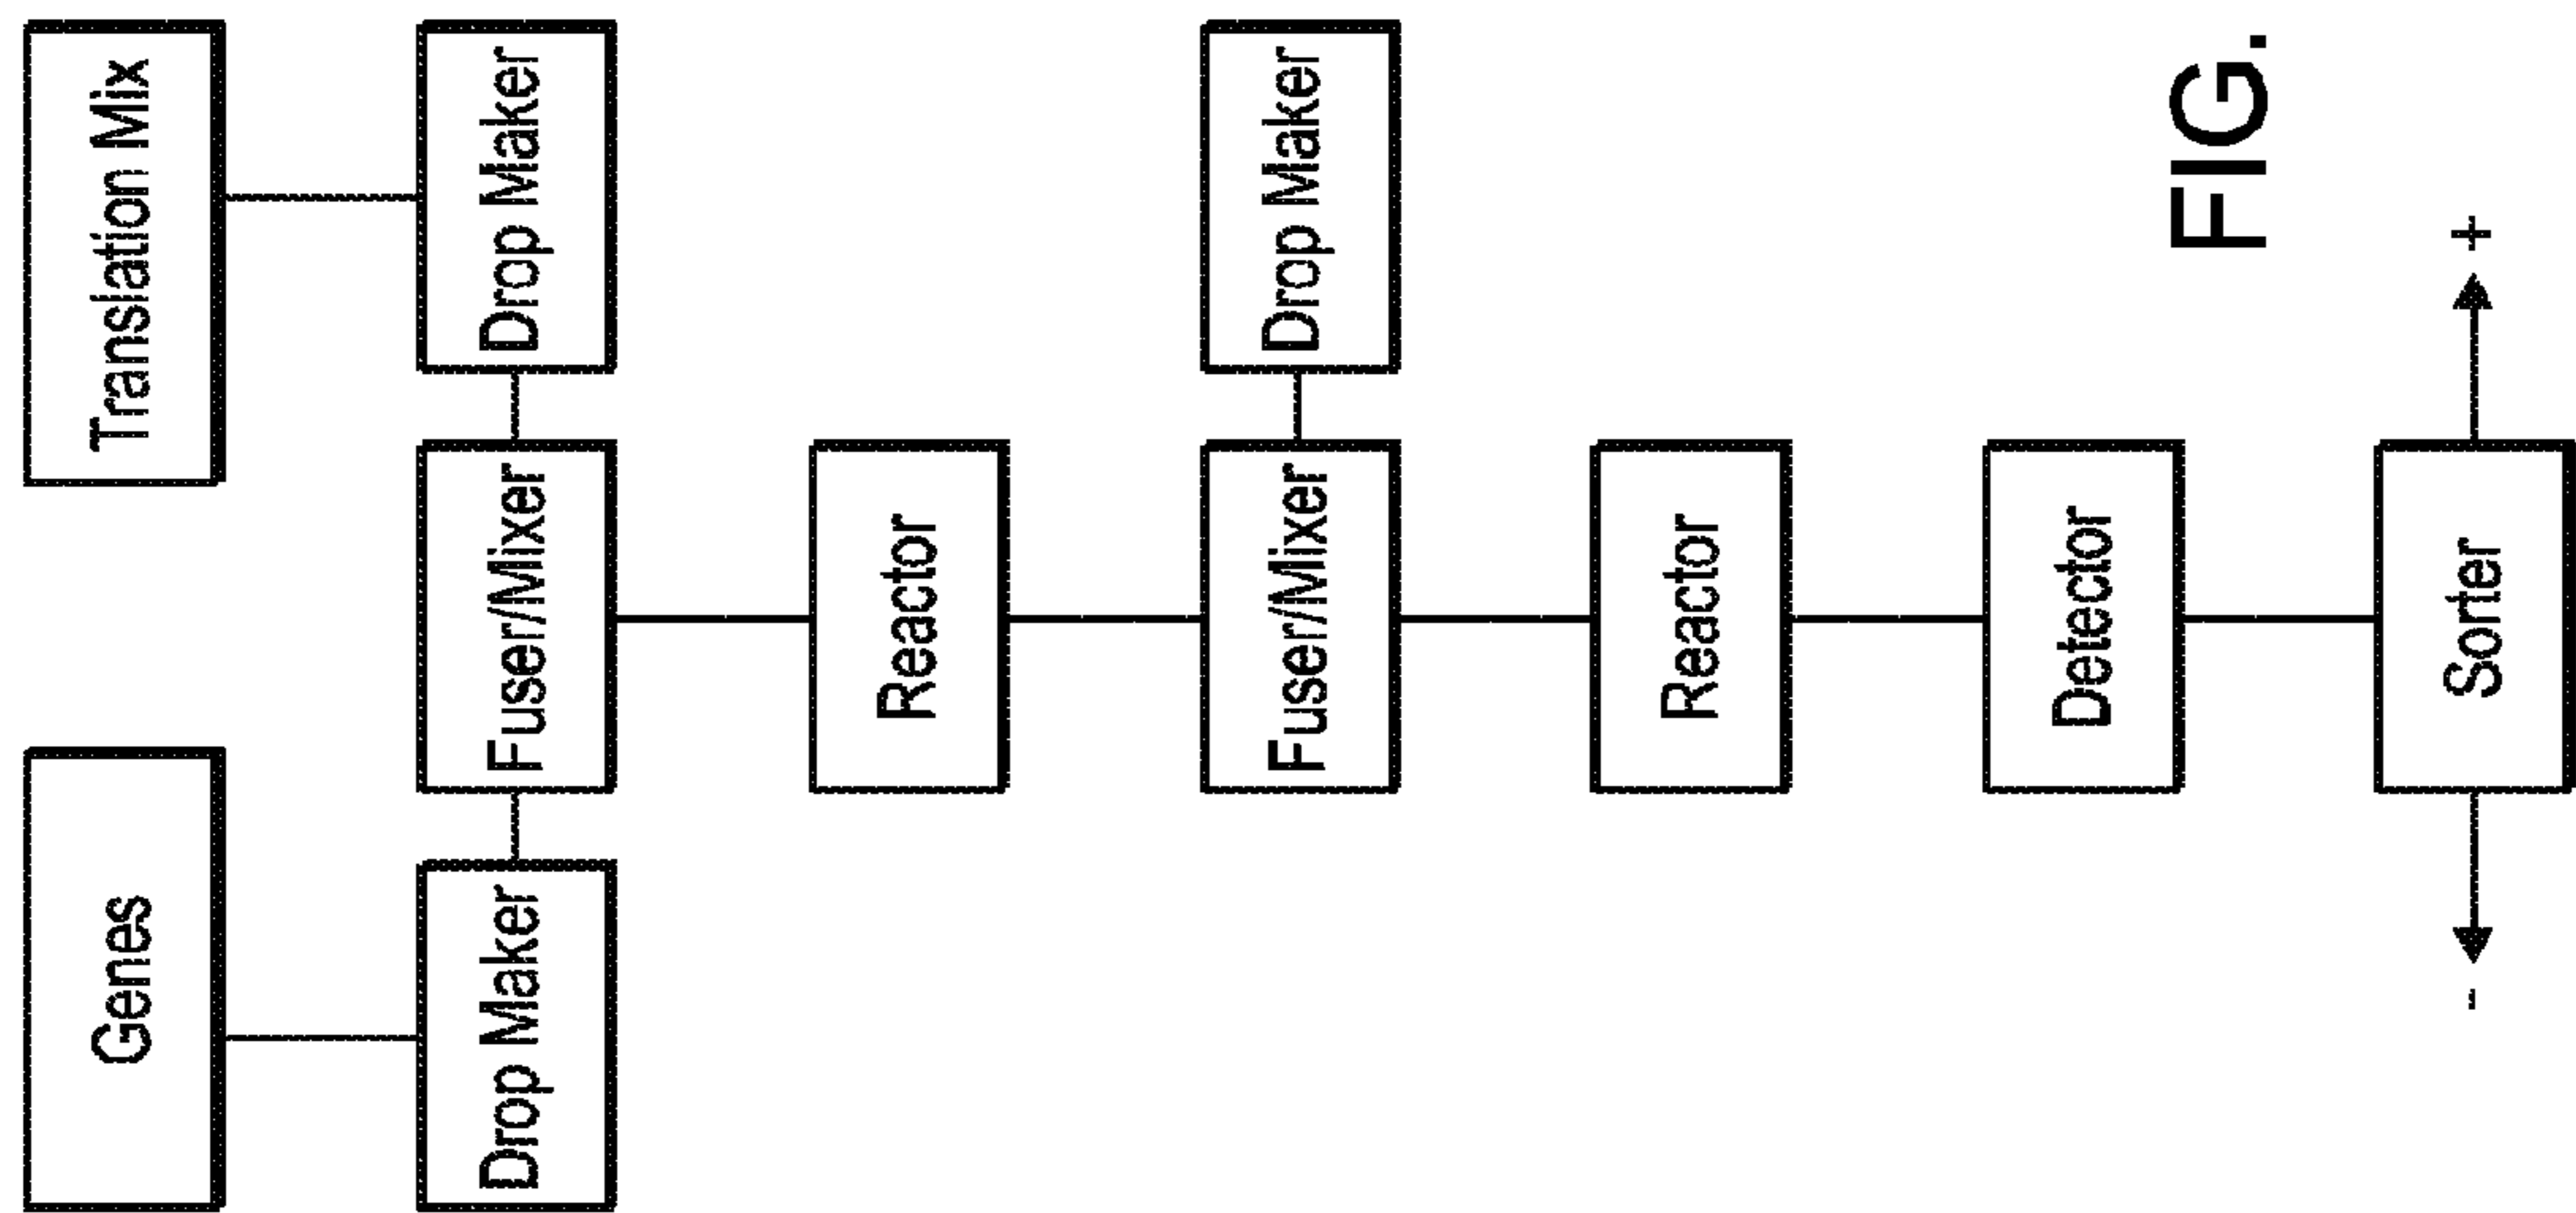 Genes
Translation Mix
Drop Maker
Fuser/Mixer
Drop Maker
Reactor
Fuser/Mixer
Drop Maker
Reactor
Detector
FIG.
-
Sorter
+